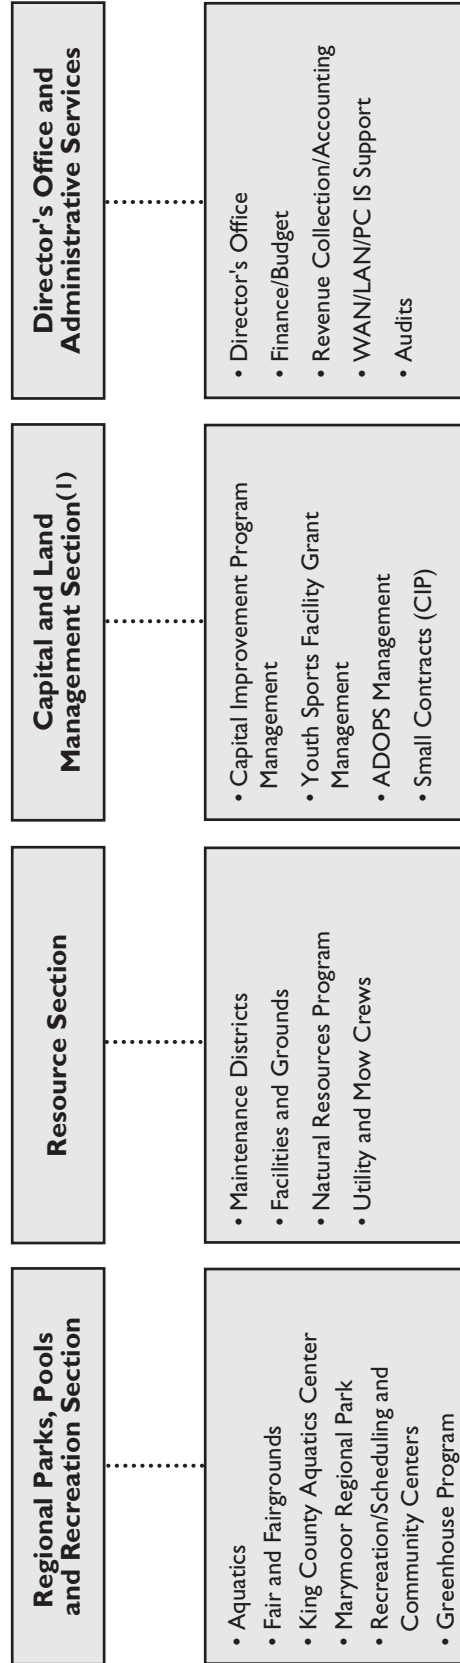 Regional Parks, Pools
and Recreation Section
• Aquatics
• Fair and Fairgrounds
• King County Aquatics Center
• Marymoor Regional Park
• Recreation/Scheduling and
Community Centers
• Greenhouse Program
Resource Section
• Maintenance Districts
• Facilities and Grounds
• Natural Resources Program
• Utility and Mow Crews
Capital and Land
Management Section(1)
• Capital Improvement Program
Management
• Youth Sports Facility Grant
Management
• ADOPS Management
• Small Contracts (CIP)
Director's Office and
Administrative Services
• Director's Office
• Finance/Budget
• Revenue Collection/Accounting
• WAN/LAN/PC IS Support
• Audits